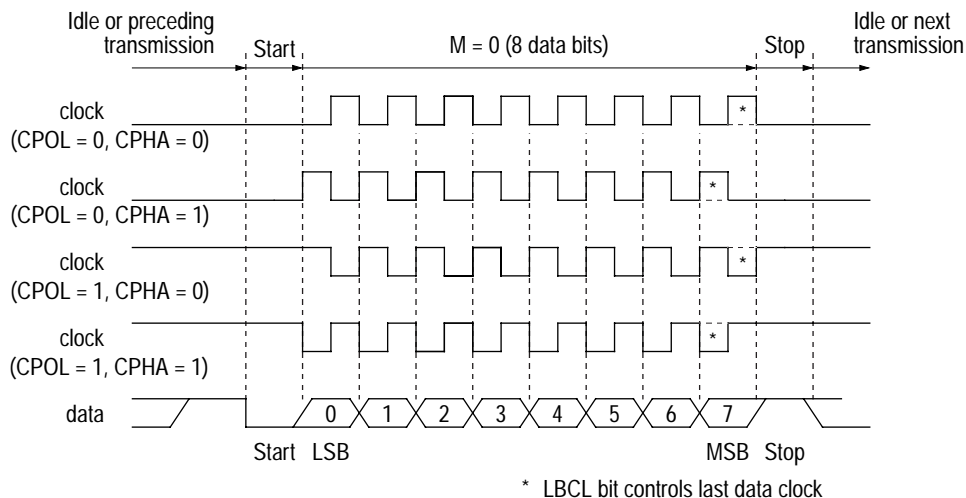 Idle or preceding
transmission
Start
M = 0 (8 data bits)
Stop
Idle or next
transmission
clock
(CPOL = 0, CPHA = 0)
*
clock
(CPOL = 0, CPHA = 1)
*
clock
(CPOL = 1, CPHA = 0)
*
clock
(CPOL = 1, CPHA = 1)
*
data
0 1 2 3 4 5 6 7
Start LSB MSB Stop
* LBCL bit controls last data clock